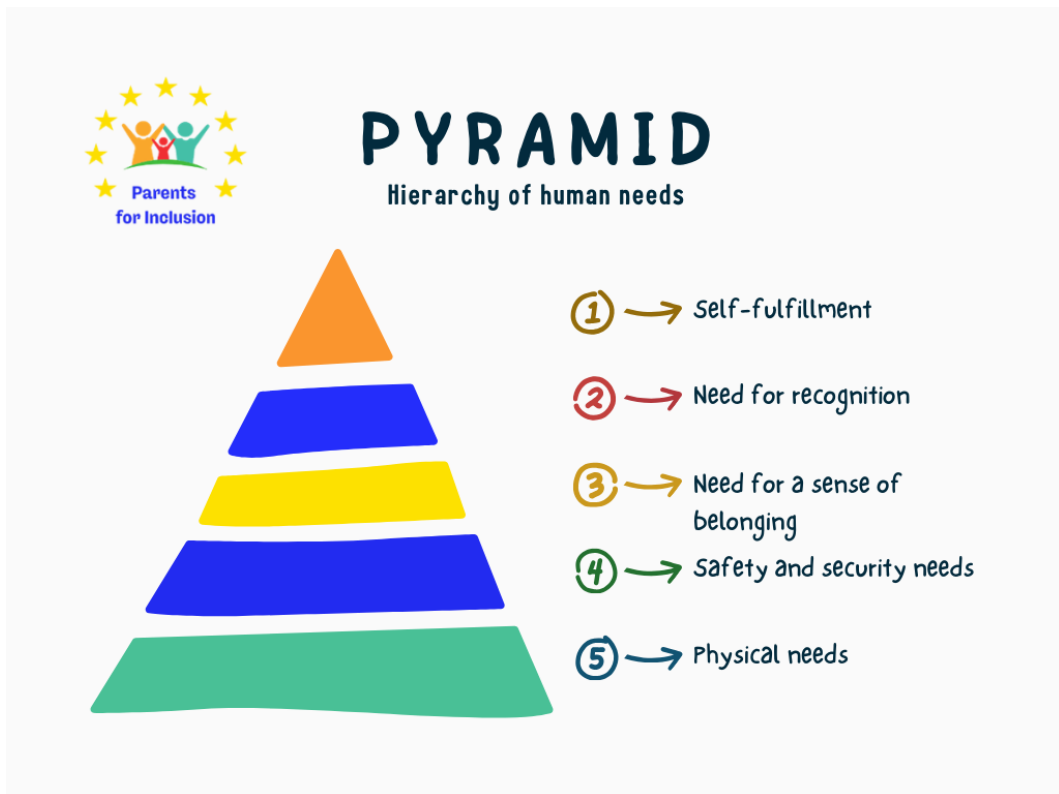 Parents
for Inclusion
PYRAMID
Hierarchy of human needs
1 Self-fulfillment
2 Need for recognition
3 Need for a sense of
belonging
4 Safety and security needs
5 Physical needs